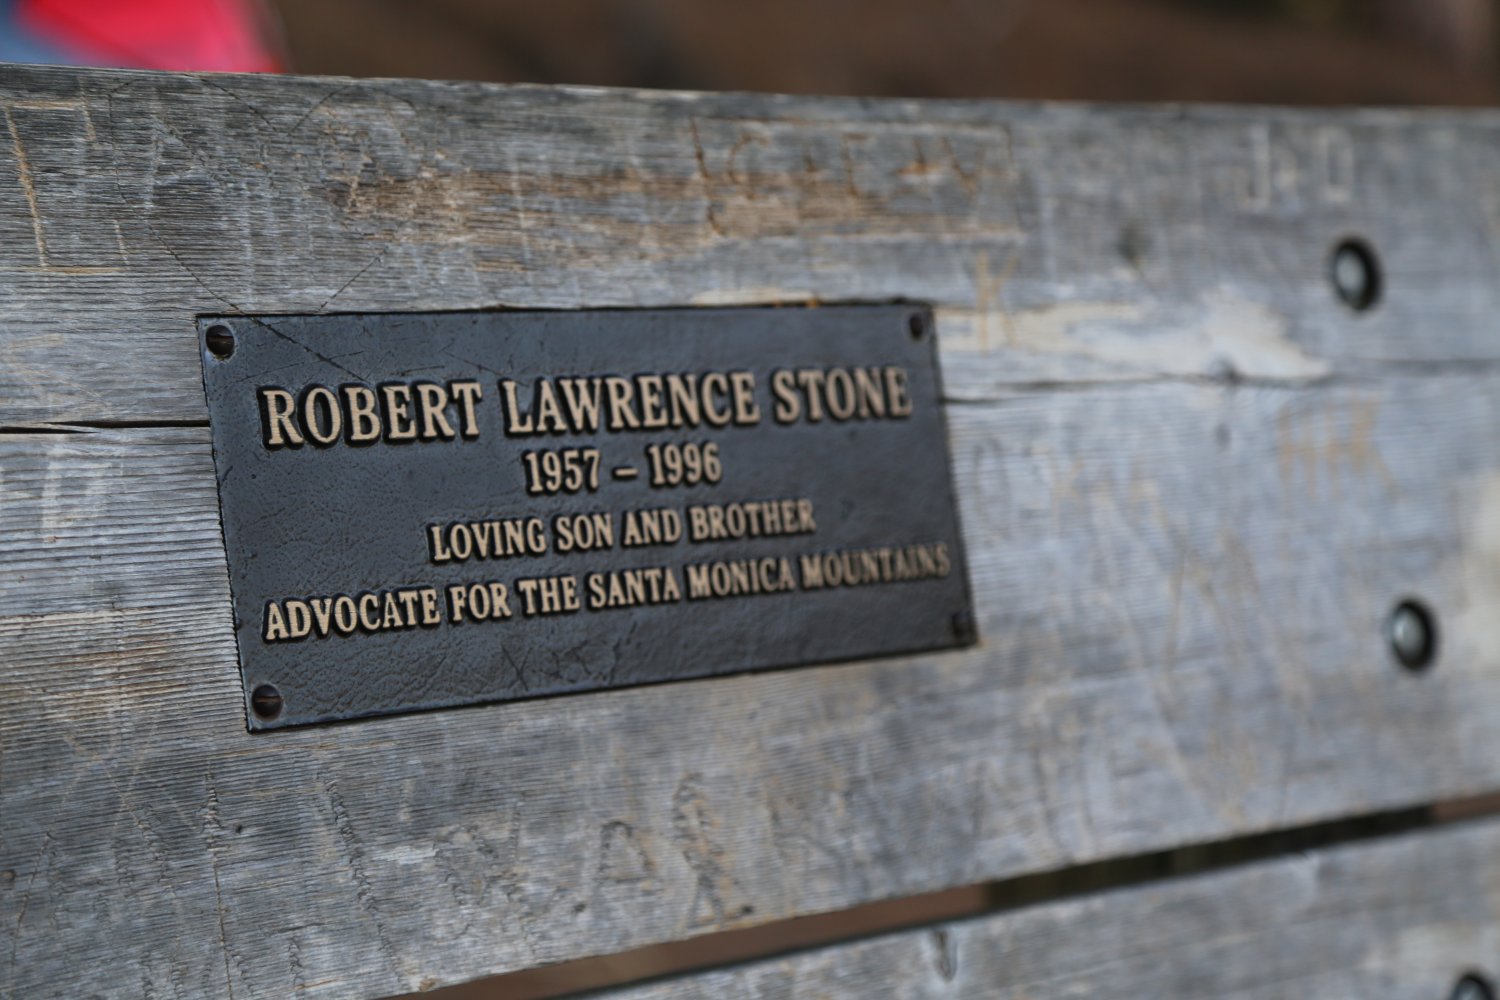 ROBERT LAWRENCE STONE
1957 – 1996
LOVING SON AND BROTHER
ADVOCATE FOR THE SANTA MONICA MOUNTAINS